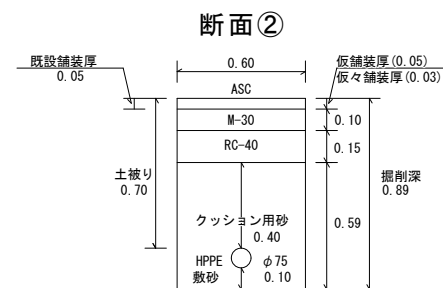 断面②
既設舗装厚
0.05
0.60
仮舗装厚(0.05)
仮々舗装厚(0.03)
ASC
M-30
0.10
RC-40
0.15
土被り
0.70
掘削深
0.89
クッション用砂
0.40
0.59
HPPE φ75
敷砂 0.10